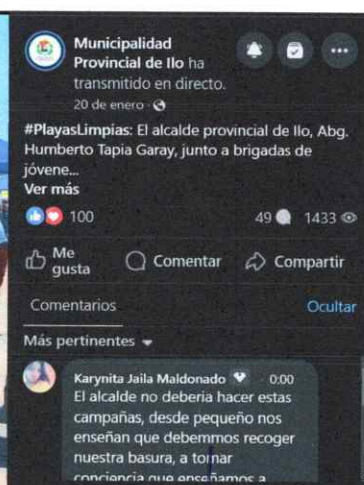 Municipalidad
Provincial de Ilo ha
transmitido en directo.
20 de enero ·
#PlayasLimpias: El alcalde provincial de Ilo, Abg.
Humberto Tapia Garay, junto a brigadas de
jóvene...
Ver más
100 49 1433
Me gusta Comentar Compartir
Comentarios Ocultar
Más pertinentes
Karynita Jaila Maldonado · 0:00
El alcalde no deberia hacer estas
campañas, desde pequeño nos
enseñan que debemmos recoger
nuestra basura, a tomar
conciencia que enseñamos a